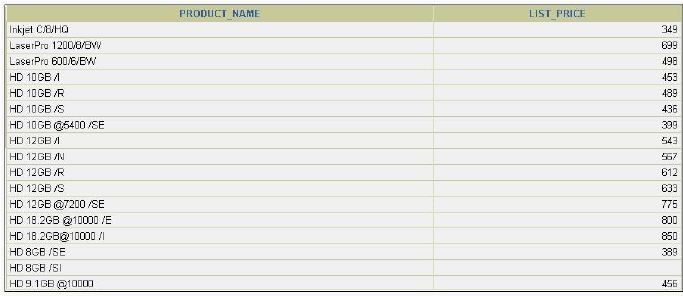 PRODUCT_NAME LIST_PRICE
Inkjet C/8/HQ 349
LaserPro 1200/8/BW 699
LaserPro 600/6/BW 498
HD 10GB /I 453
HD 10GB /R 489
HD 10GB /S 436
HD 10GB @5400 /SE 399
HD 12GB /I 543
HD 12GB /N 567
HD 12GB /R 612
HD 12GB /S 633
HD 12GB @7200 /SE 775
HD 18.2GB @10000 /E 800
HD 18.2GB@10000 /I 850
HD 8GB /SE 389
HD 8GB /SI
HD 9.1GB @10000 456